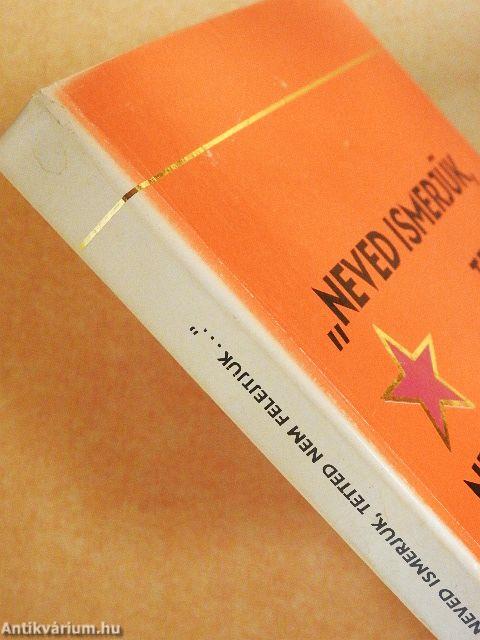 „NEVED ISMERJÜK,
NEVED ISMERJÜK, TETTED NEM FELEJTJÜK..."
Antikvárium.hu